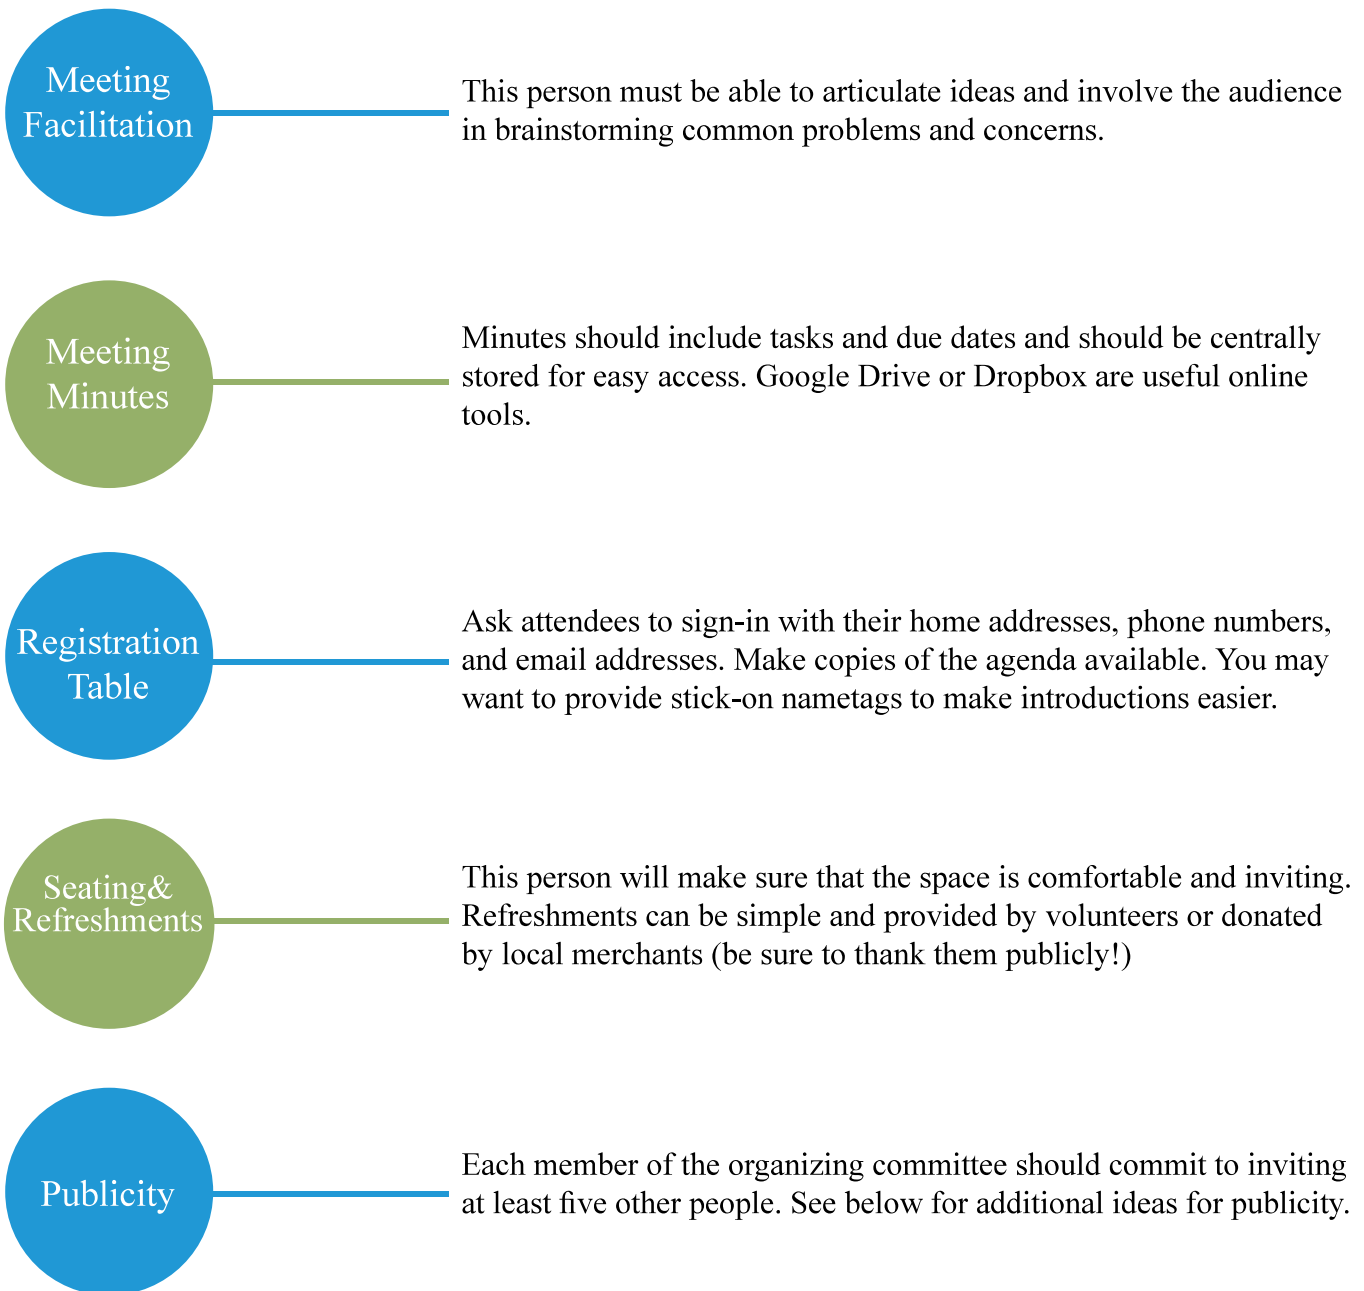 Meeting
Facilitation
This person must be able to articulate ideas and involve the audience
in brainstorming common problems and concerns.
Meeting
Minutes
Minutes should include tasks and due dates and should be centrally
stored for easy access. Google Drive or Dropbox are useful online
tools.
Registration
Table
Ask attendees to sign-in with their home addresses, phone numbers,
and email addresses. Make copies of the agenda available. You may
want to provide stick-on nametags to make introductions easier.
Seating&
Refreshments
This person will make sure that the space is comfortable and inviting.
Refreshments can be simple and provided by volunteers or donated
by local merchants (be sure to thank them publicly!)
Publicity
Each member of the organizing committee should commit to inviting
at least five other people. See below for additional ideas for publicity.